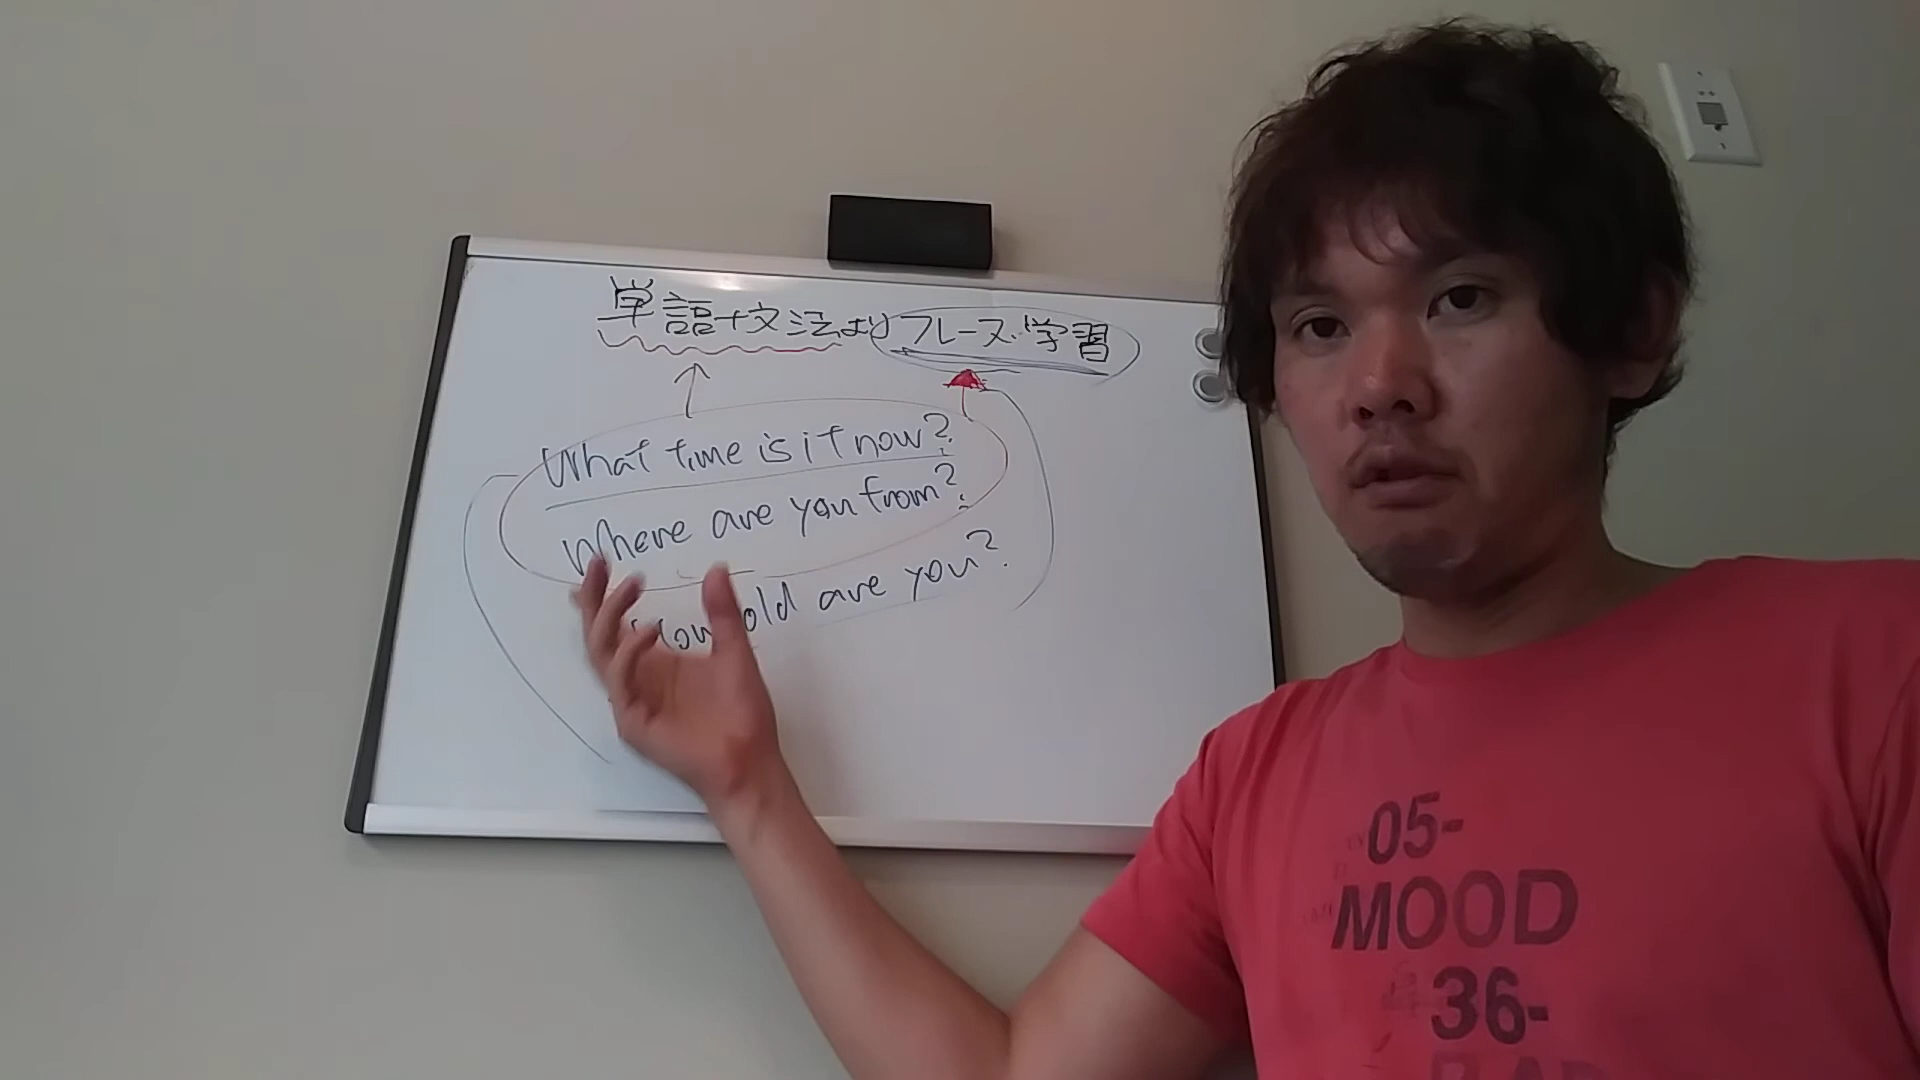 単語+文法よりフレーズ学習
What time is it now?
Where are you from?
How old are you?
05-
MOOD
36-